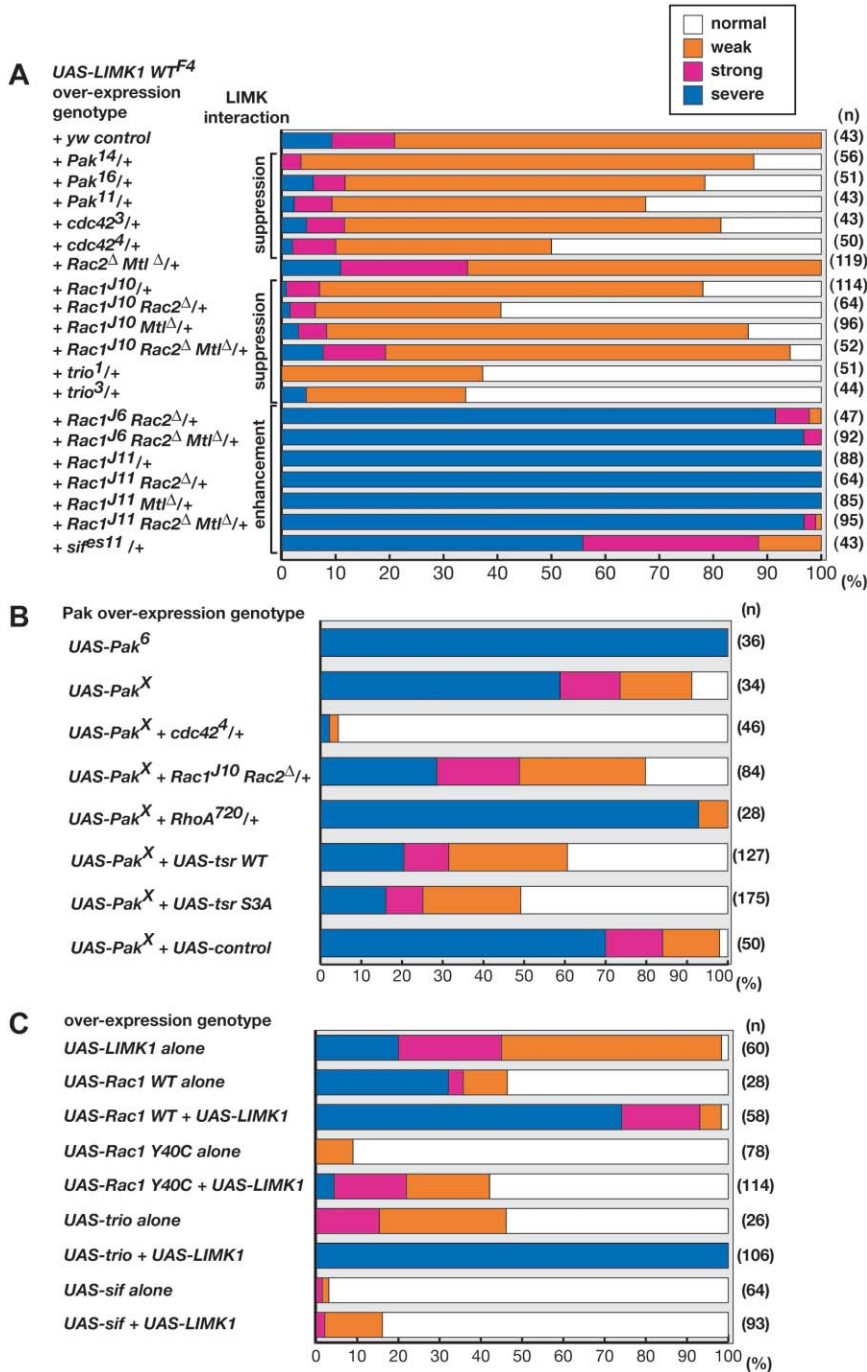 normal
weak
strong
severe
A
UAS-LIMK1 WT^F4
over-expression
genotype
LIMK
interaction
(n)
+ yw control (43)
+ Pak^14/+ (56)
+ Pak^16/+ (51)
+ Pak^11/+ (43)
+ cdc42^3/+ (43)
+ cdc42^4/+ (50)
suppression
+ Rac2^Δ Mtl^Δ/+ (119)
+ Rac1^J10/+ (114)
+ Rac1^J10 Rac2^Δ/+ (64)
+ Rac1^J10 Mtl^Δ/+ (96)
+ Rac1^J10 Rac2^Δ Mtl^Δ/+ (52)
+ trio^1/+ (51)
+ trio^3/+ (44)
suppression
+ Rac1^J6 Rac2^Δ/+ (47)
+ Rac1^J6 Rac2^Δ Mtl^Δ/+ (92)
+ Rac1^J11/+ (88)
+ Rac1^J11 Rac2^Δ/+ (64)
+ Rac1^J11 Mtl^Δ/+ (85)
+ Rac1^J11 Rac2^Δ Mtl^Δ/+ (95)
+ sif^es11 /+ (43)
enhancement
0 10 20 30 40 50 60 70 80 90 100
(%)
B
Pak over-expression genotype
(n)
UAS-Pak^6 (36)
UAS-Pak^X (34)
UAS-Pak^X + cdc42^4/+ (46)
UAS-Pak^X + Rac1^J10 Rac2^Δ/+ (84)
UAS-Pak^X + RhoA^720/+ (28)
UAS-Pak^X + UAS-tsr WT (127)
UAS-Pak^X + UAS-tsr S3A (175)
UAS-Pak^X + UAS-control (50)
0 10 20 30 40 50 60 70 80 90 100
(%)
C
over-expression genotype
(n)
UAS-LIMK1 alone (60)
UAS-Rac1 WT alone (28)
UAS-Rac1 WT + UAS-LIMK1 (58)
UAS-Rac1 Y40C alone (78)
UAS-Rac1 Y40C + UAS-LIMK1 (114)
UAS-trio alone (26)
UAS-trio + UAS-LIMK1 (106)
UAS-sif alone (64)
UAS-sif + UAS-LIMK1 (93)
0 10 20 30 40 50 60 70 80 90 100
(%)